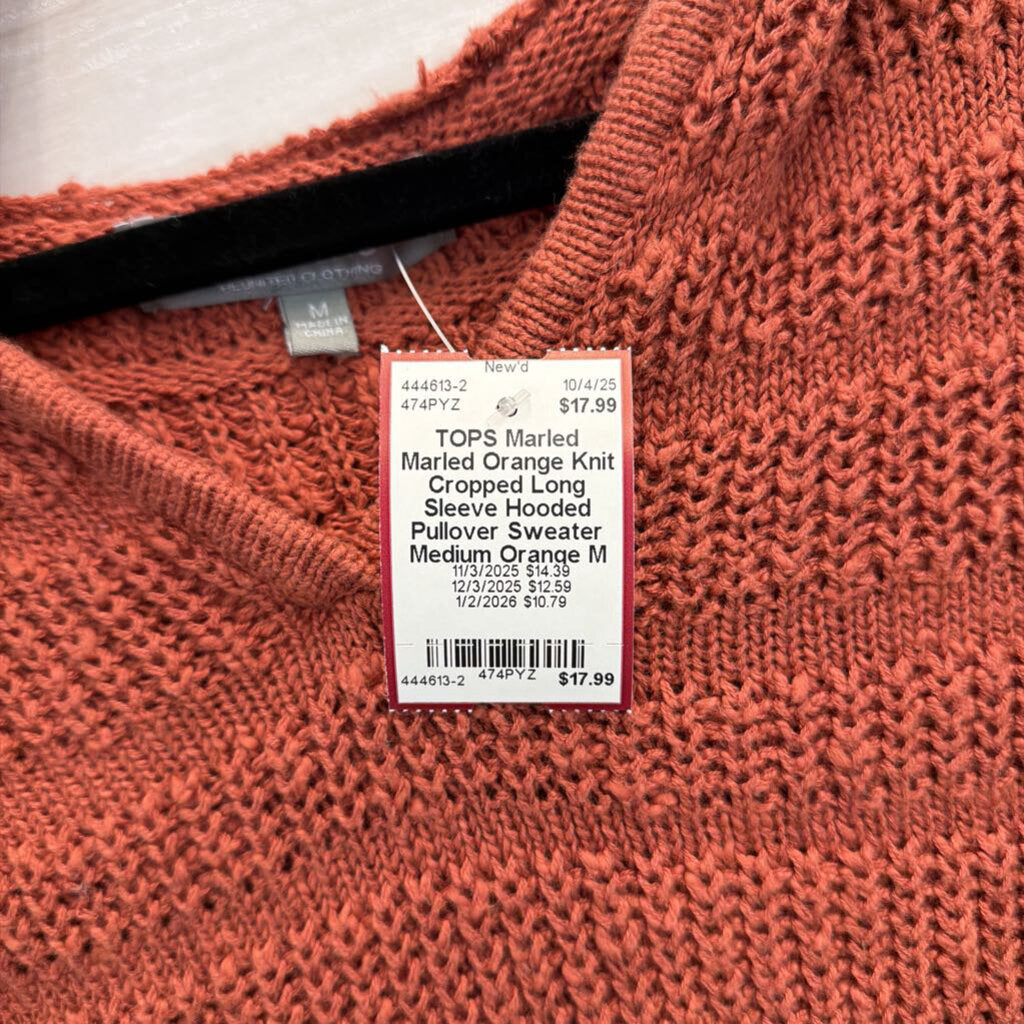 REUNITED CLOTHING
M
MADE IN
CHINA
New'd
444613-2 10/4/25
474PYZ $17.99
TOPS Marled
Marled Orange Knit
Cropped Long
Sleeve Hooded
Pullover Sweater
Medium Orange M
11/3/2025 $14.39
12/3/2025 $12.59
1/2/2026 $10.79
444613-2 474PYZ $17.99